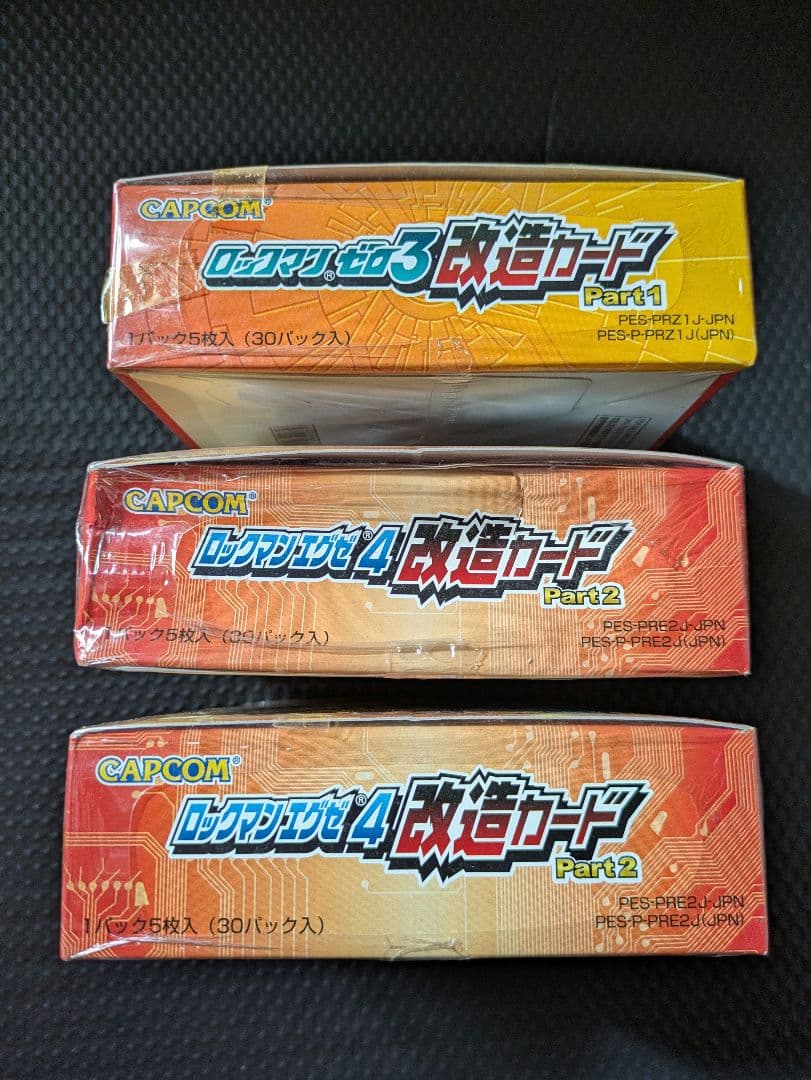 CAPCOM®
ロックマン®ゼロ3改造カード
Part1
PES-PRZ1J-JPN
1パック5枚入（30パック入）
PES-P-PRZ1J(JPN)
CAPCOM®
ロックマンエグゼ®4改造カード
Part2
PES-PRE2J-JPN
1パック5枚入（30パック入）
PES-P-PRE2J(JPN)
CAPCOM®
ロックマンエグゼ®4改造カード
Part2
PES-PRE2J-JPN
1パック5枚入（30パック入）
PES-P-PRE2J(JPN)